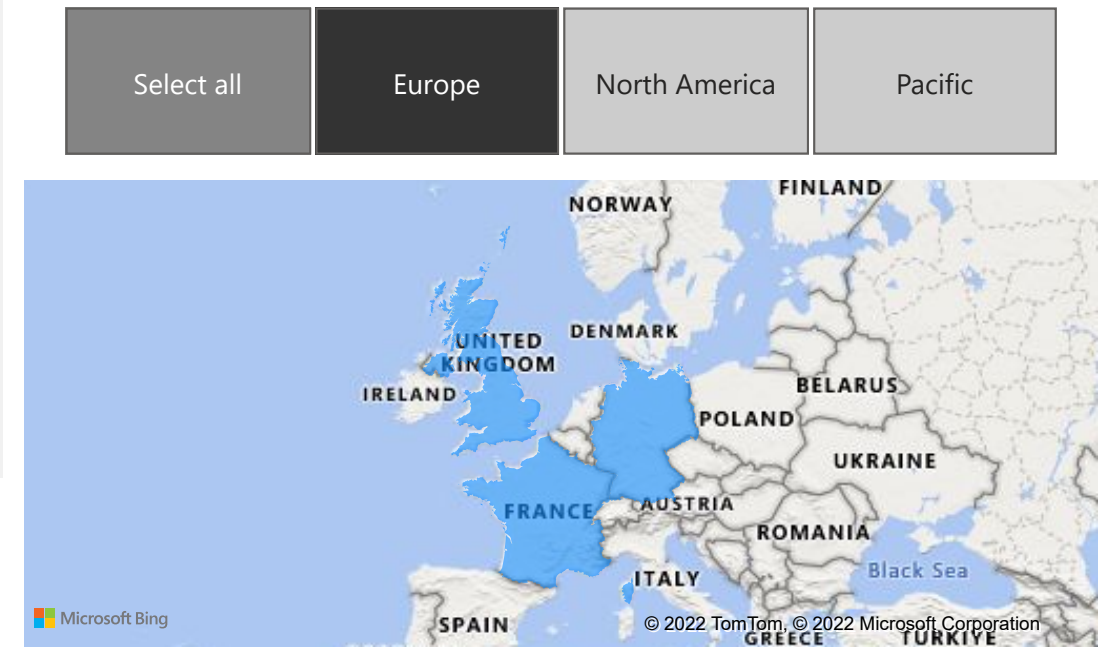 Select all
Europe
North America
Pacific
FINLAND
NORWAY
DENMARK
UNITED
KINGDOM
IRELAND
BELARUS
POLAND
UKRAINE
FRANCE
AUSTRIA
ROMANIA
Black Sea
ITALY
Microsoft Bing
SPAIN
© 2022 TomTom, © 2022 Microsoft Corporation
GREECE
TÜRKIYE